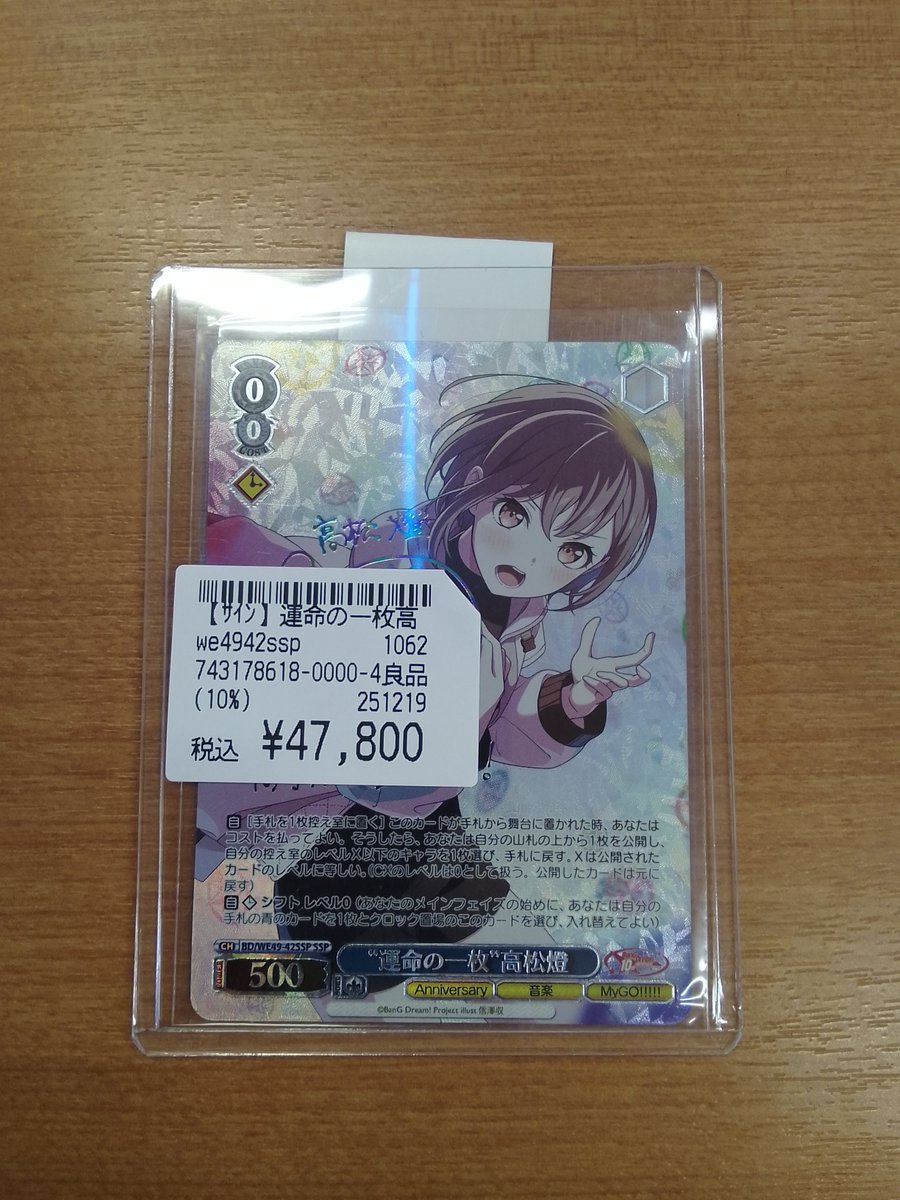 0
0
COST
高松 燈
【サイン】運命の一枚高
we4942ssp 1062
743178618-0000-4良品
(10%) 251219
税込 ¥47,800
自 [手札を1枚控え室に置く] このカードが手札から舞台に置かれた時、あなたは
コストを払ってよい。そうしたら、あなたは自分の山札の上から1枚を公開し、
自分の控え室のレベルX以下のキャラを1枚選び、手札に戻す。Xは公開された
カードのレベルに等しい。(CXのレベルは0として扱う。公開したカードは元に
戻す)
自 シフト レベル0 (あなたのメインフェイズの始めに、あなたは自分の
手札の青のカードを1枚とクロック置場のこのカードを選び、入れ替えてよい)
CH BD/WE49-42SSP SSP
500
“運命の一枚”高松燈
Anniversary 音楽 MyGO!!!!!
©BanG Dream! Project illust 信澤収